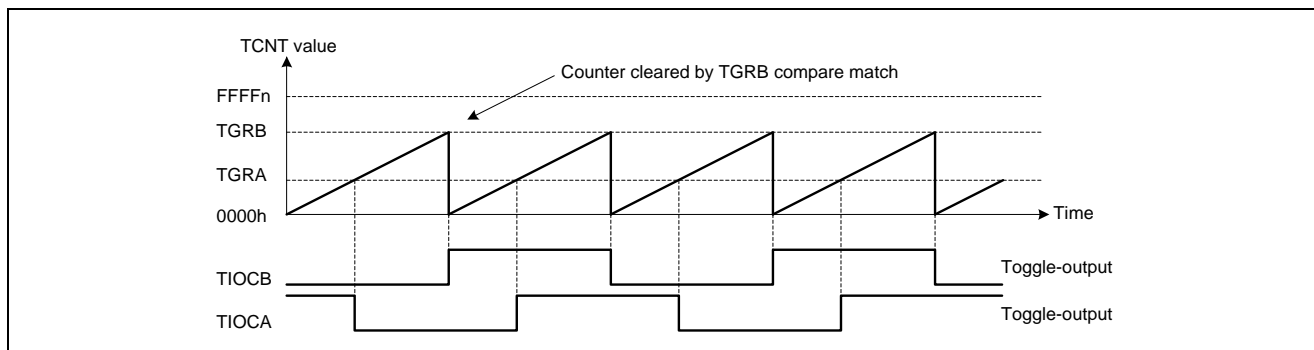 TCNT value
Counter cleared by TGRB compare match
FFFFn
TGRB
TGRA
0000h
Time
TIOCB
Toggle-output
TIOCA
Toggle-output